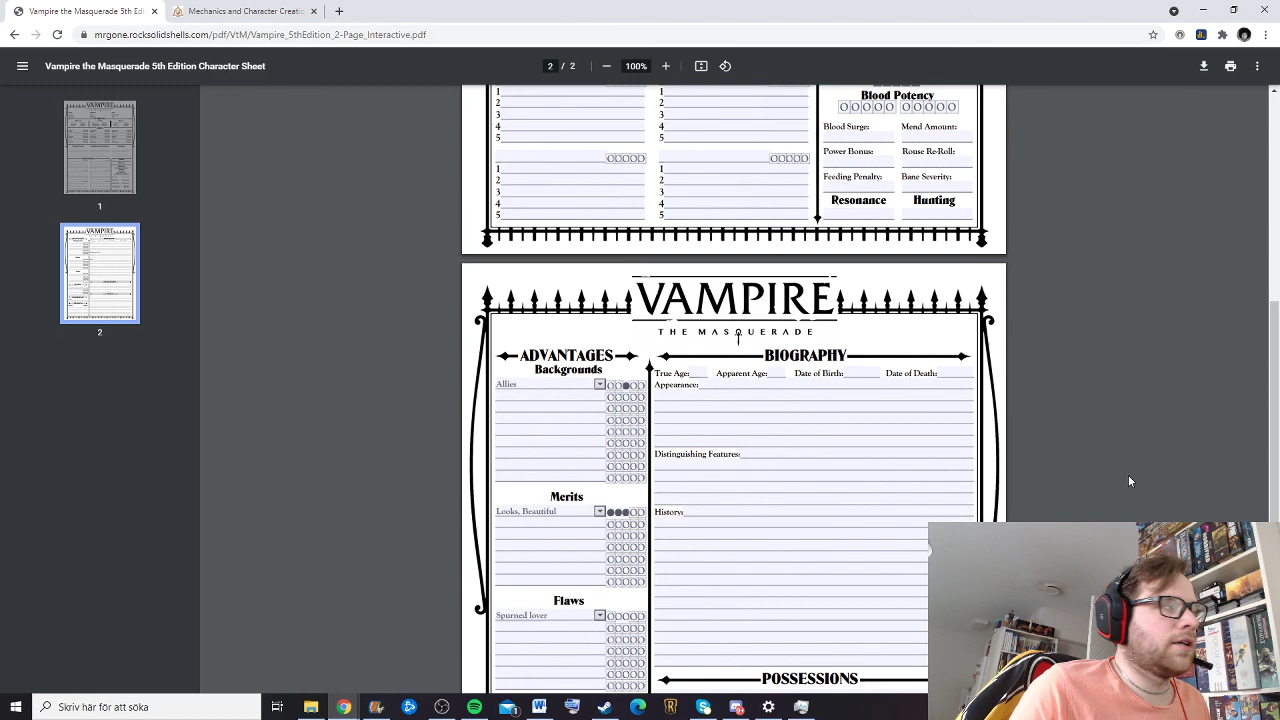 Vampire the Masquerade 5th Edi
Mechanics and Character Creatio
mrgone.rocksolidshells.com/pdf/VtM/Vampire_5thEdition_2-Page_Interactive.pdf
Vampire the Masquerade 5th Edition Character Sheet
2 / 2
100%
1
2
Blood Potency
1
2
3
4
5
1
2
3
4
5
Blood Surge:
Mend Amount:
Power Bonus:
Rouse Re-Roll:
Feeding Penalty:
Bane Severity:
1
2
3
4
5
1
2
3
4
5
Resonance
Hunting
VAMPIRE
THE MASQUERADE
ADVANTAGES
BIOGRAPHY
Backgrounds
True Age:
Apparent Age:
Date of Birth:
Date of Death:
Allies
Appearance:
Distinguishing Features:
Merits
Looks, Beautiful
History:
Flaws
Spurned lover
POSSESSIONS
Skriv här för att söka